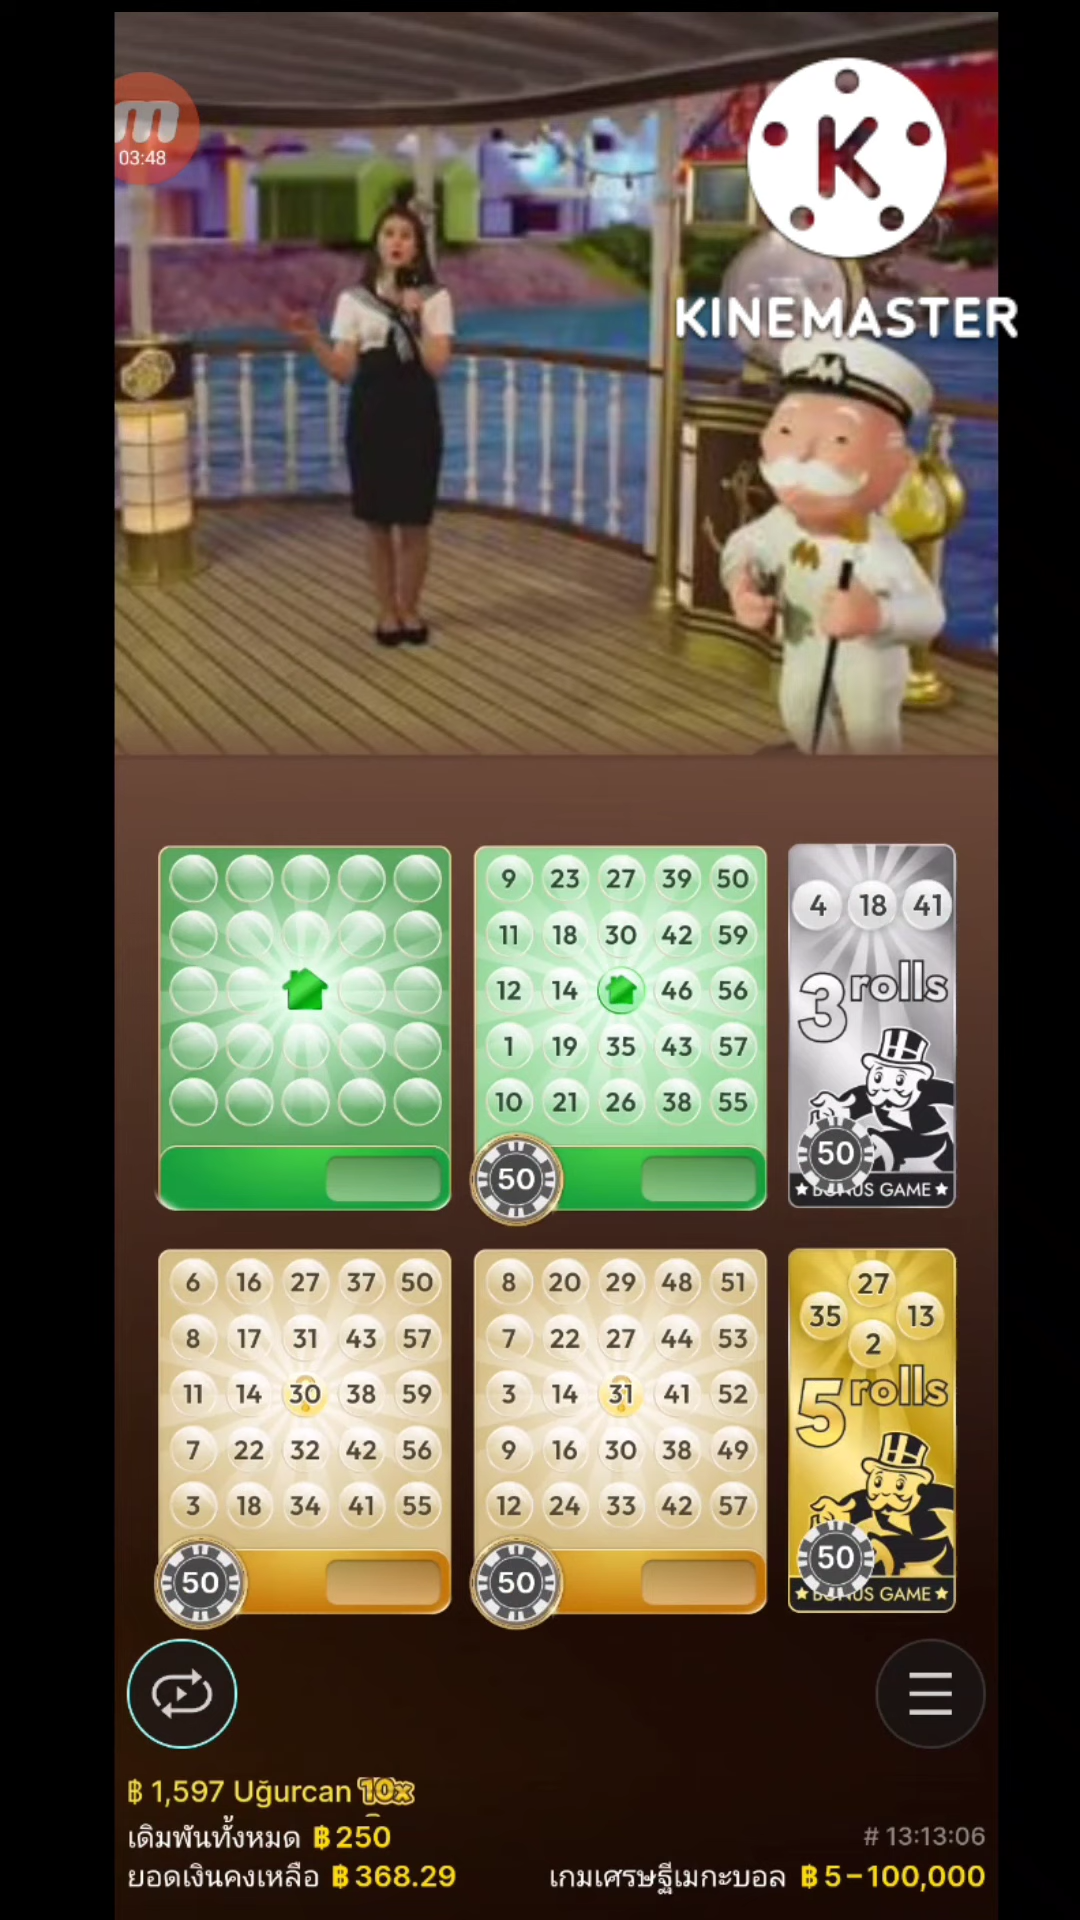 m
03:48
K
KINEMASTER
M
M
9 23 27 39 50
11 18 30 42 59
12 14 46 56
1 19 35 43 57
10 21 26 38 55
50
4 18 41
3 rolls
50
BONUS GAME
6 16 27 37 50
8 17 31 43 57
11 14 30 38 59
7 22 32 42 56
3 18 34 41 55
50
8 20 29 48 51
7 22 27 44 53
3 14 31 41 52
9 16 30 38 49
12 24 33 42 57
50
27
35 13
2
5 rolls
50
BONUS GAME
฿ 1,597 Uğurcan 10x
เดิมพันทั้งหมด ฿250
# 13:13:06
ยอดเงินคงเหลือ ฿368.29
เกมเศรษฐีเมกะบอล ฿5–100,000